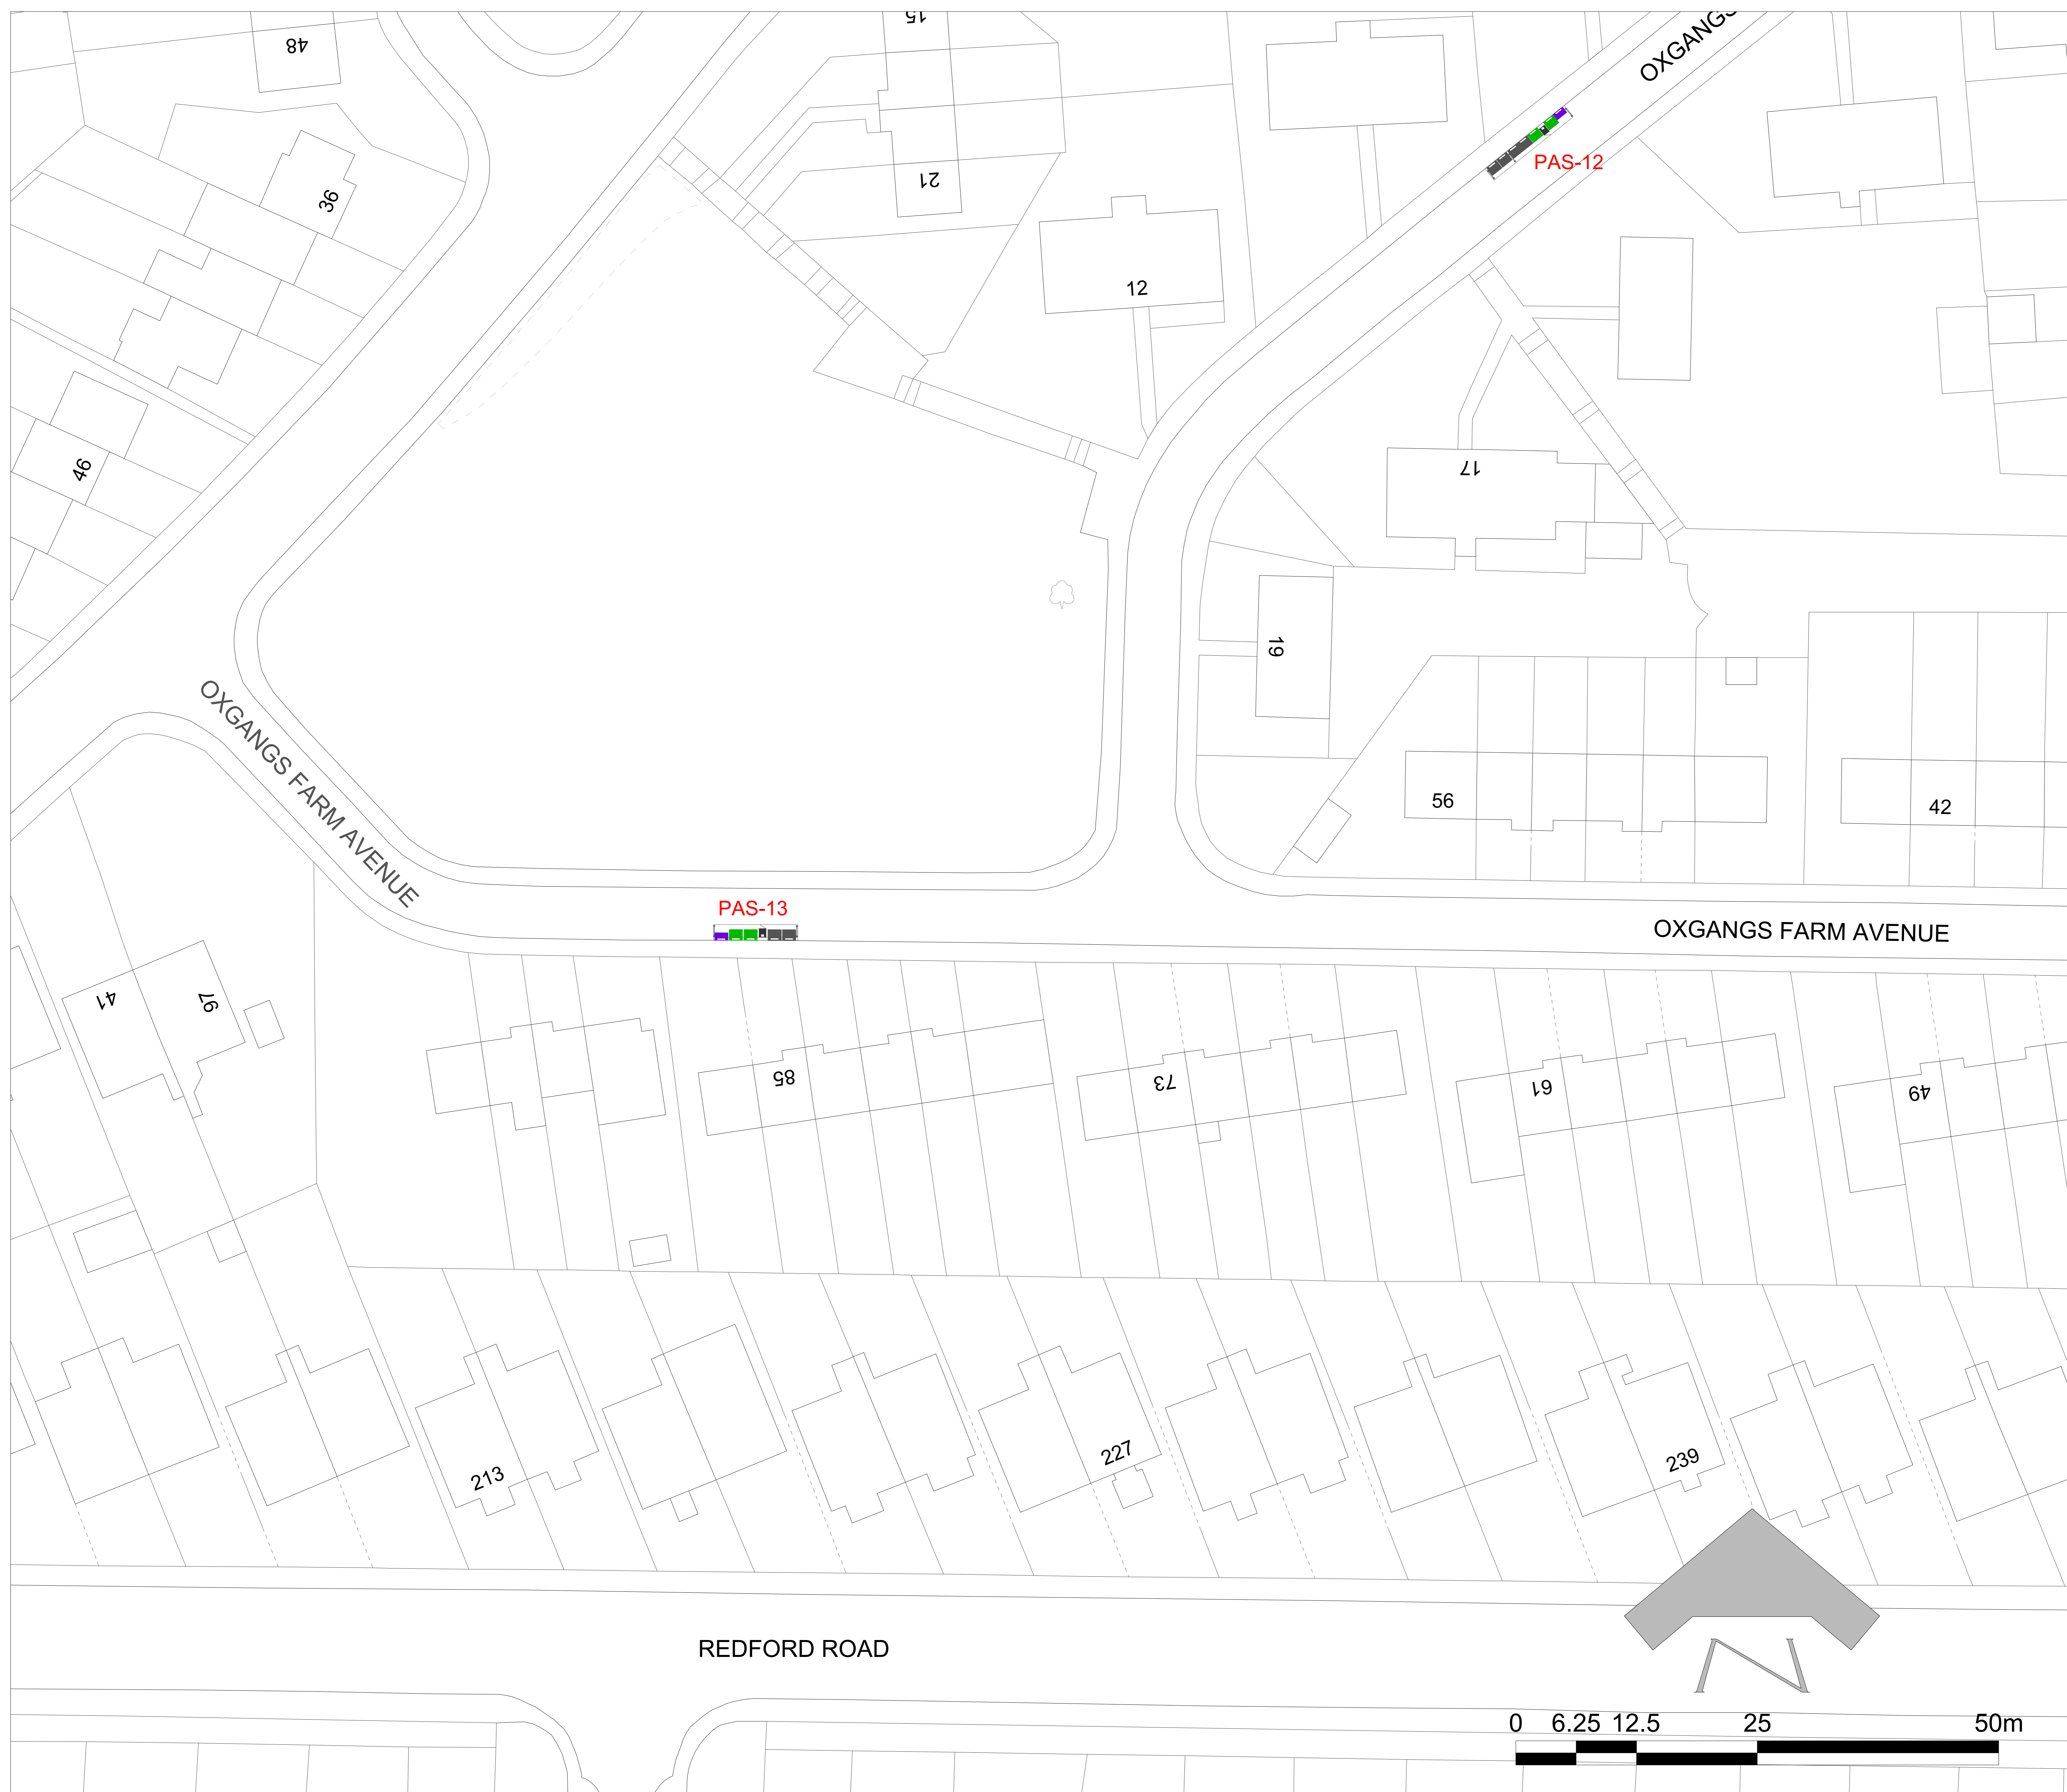 15
48
OXGANGS
PAS-12
21
36
12
17
46
19
56
42
OXGANGS FARM AVENUE
PAS-13
OXGANGS FARM AVENUE
41
97
85
73
61
49
213
227
239
N
REDFORD ROAD
0 6.25 12.5 25 50m